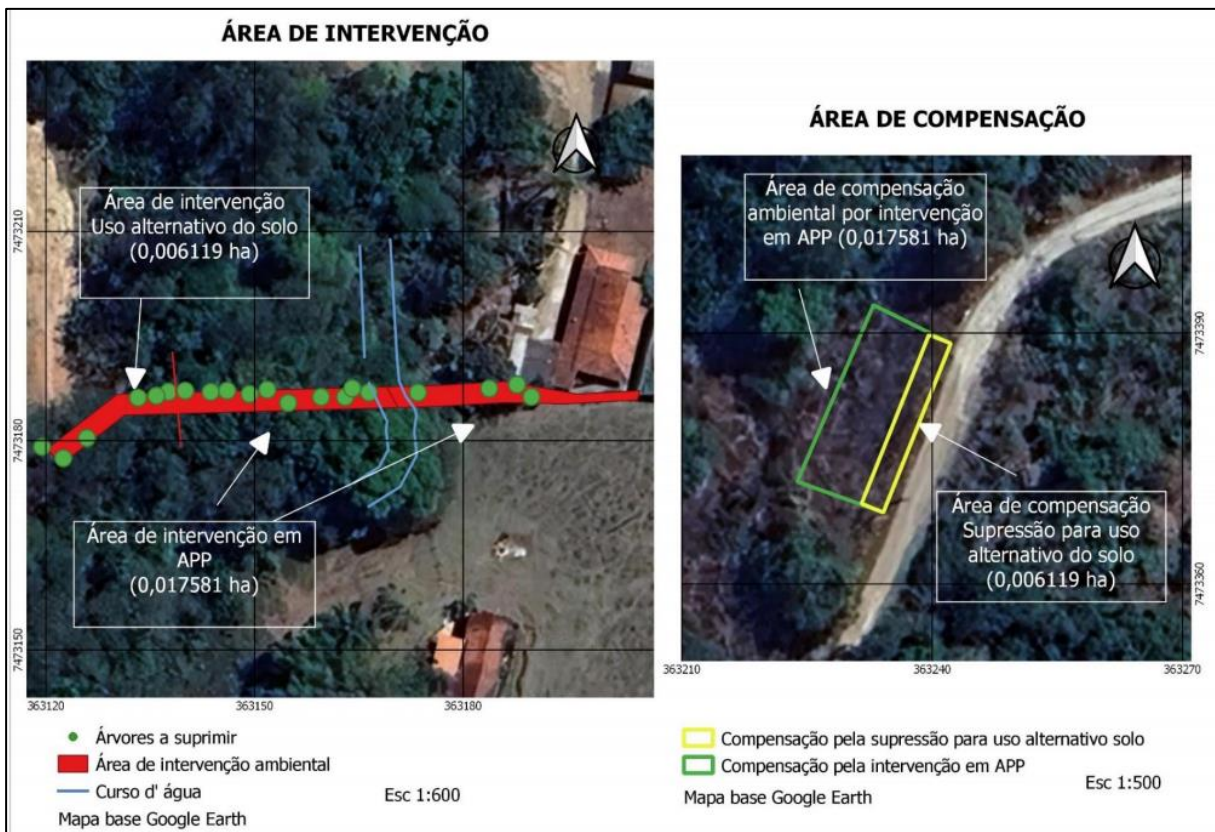 ÁREA DE INTERVENÇÃO
Área de intervenção
Uso alternativo do solo
(0,006119 ha)
Área de intervenção em
APP
(0,017581 ha)
7473210
7473180
7473150
363120
363150
363180
Árvores a suprimir
Área de intervenção ambiental
Curso d' água
Esc 1:600
Mapa base Google Earth
ÁREA DE COMPENSAÇÃO
Área de compensação
ambiental por intervenção
em APP (0,017581 ha)
Área de compensação
Supressão para uso
alternativo do solo
(0,006119 ha)
7473390
7473360
363210
363240
363270
Compensação pela supressão para uso alternativo solo
Compensação pela intervenção em APP
Esc 1:500
Mapa base Google Earth